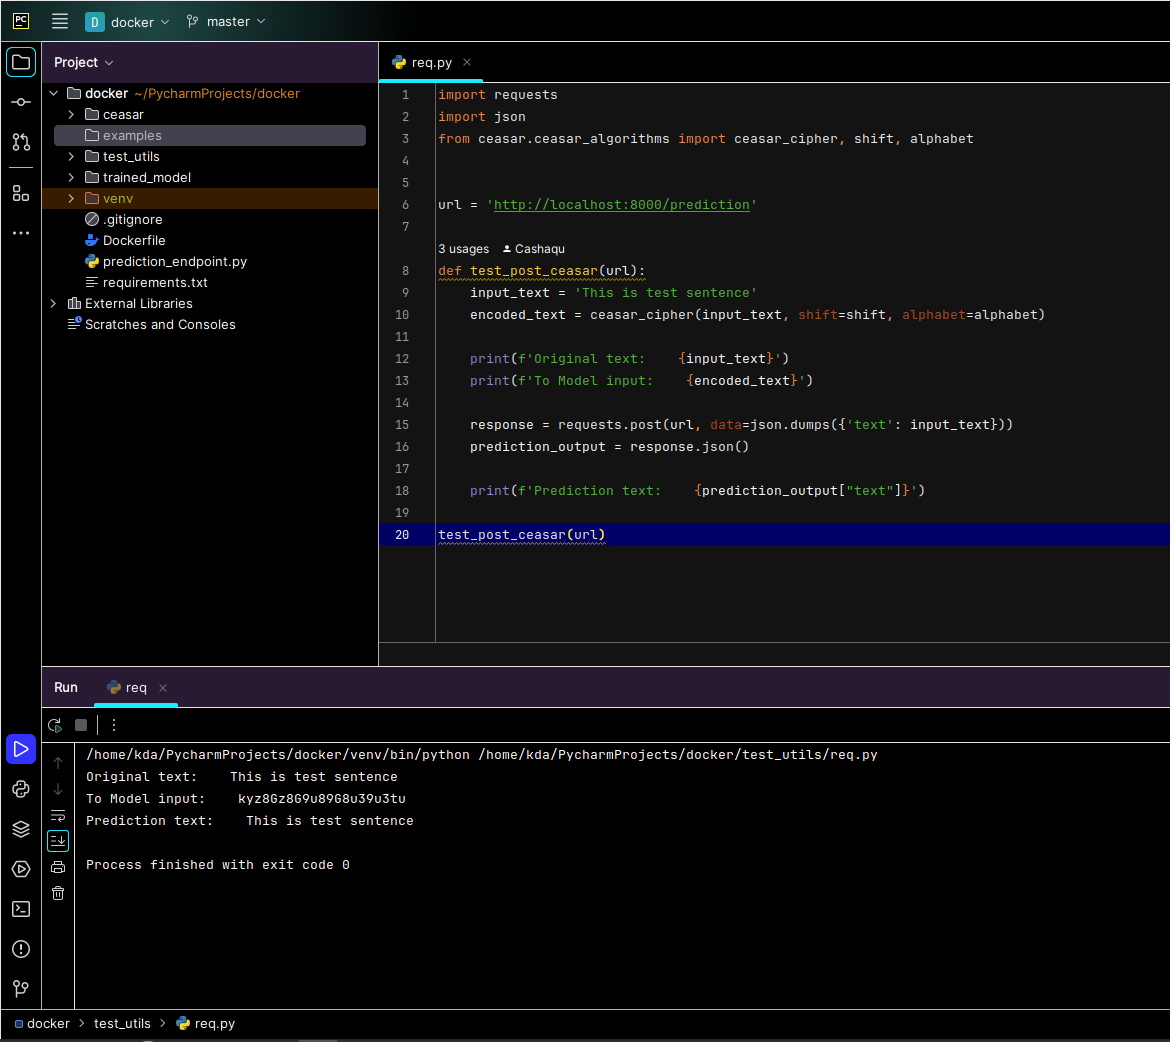 PC
D docker master
Project
docker ~/PycharmProjects/docker
ceasar
examples
test_utils
trained_model
venv
.gitignore
Dockerfile
prediction_endpoint.py
requirements.txt
External Libraries
Scratches and Consoles
req.py
1 import requests
2 import json
3 from ceasar.ceasar_algorithms import ceasar_cipher, shift, alphabet
4
5
6 url = 'http://localhost:8000/prediction'
7
3 usages Cashaqu
8 def test_post_ceasar(url):
9 input_text = 'This is test sentence'
10 encoded_text = ceasar_cipher(input_text, shift=shift, alphabet=alphabet)
11
12 print(f'Original text:    {input_text}')
13 print(f'To Model input:    {encoded_text}')
14
15 response = requests.post(url, data=json.dumps({'text': input_text}))
16 prediction_output = response.json()
17
18 print(f'Prediction text:    {prediction_output["text"]}')
19
20 test_post_ceasar(url)
Run req
/home/kda/PycharmProjects/docker/venv/bin/python /home/kda/PycharmProjects/docker/test_utils/req.py
Original text:    This is test sentence
To Model input:    kyz8Gz8G9u89G8u39u3tu
Prediction text:    This is test sentence
Process finished with exit code 0
docker > test_utils > req.py